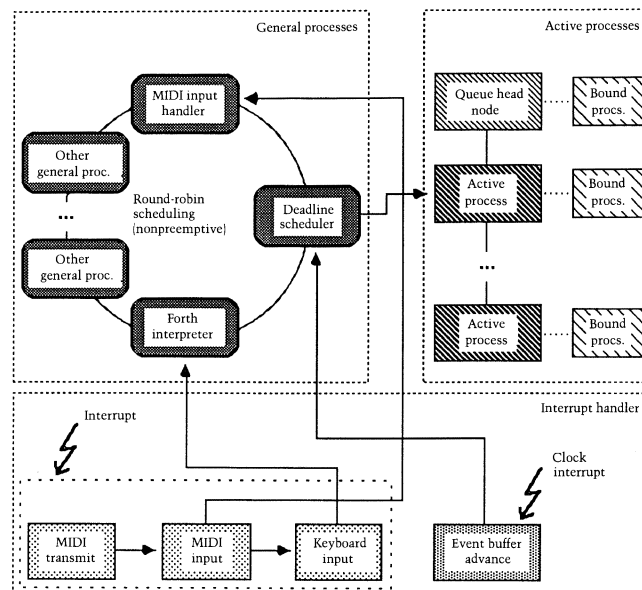 General processes
MIDI input
handler
Other
general proc.
...
Other
general proc.
Round-robin
scheduling
(nonpreemptive)
Deadline
scheduler
Forth
interpreter
Active processes
Queue head
node
Bound
procs.
Active
process
Bound
procs.
...
Active
process
Bound
procs.
Interrupt handler
Interrupt
Clock
interrupt
MIDI
transmit
MIDI
input
Keyboard
input
Event buffer
advance